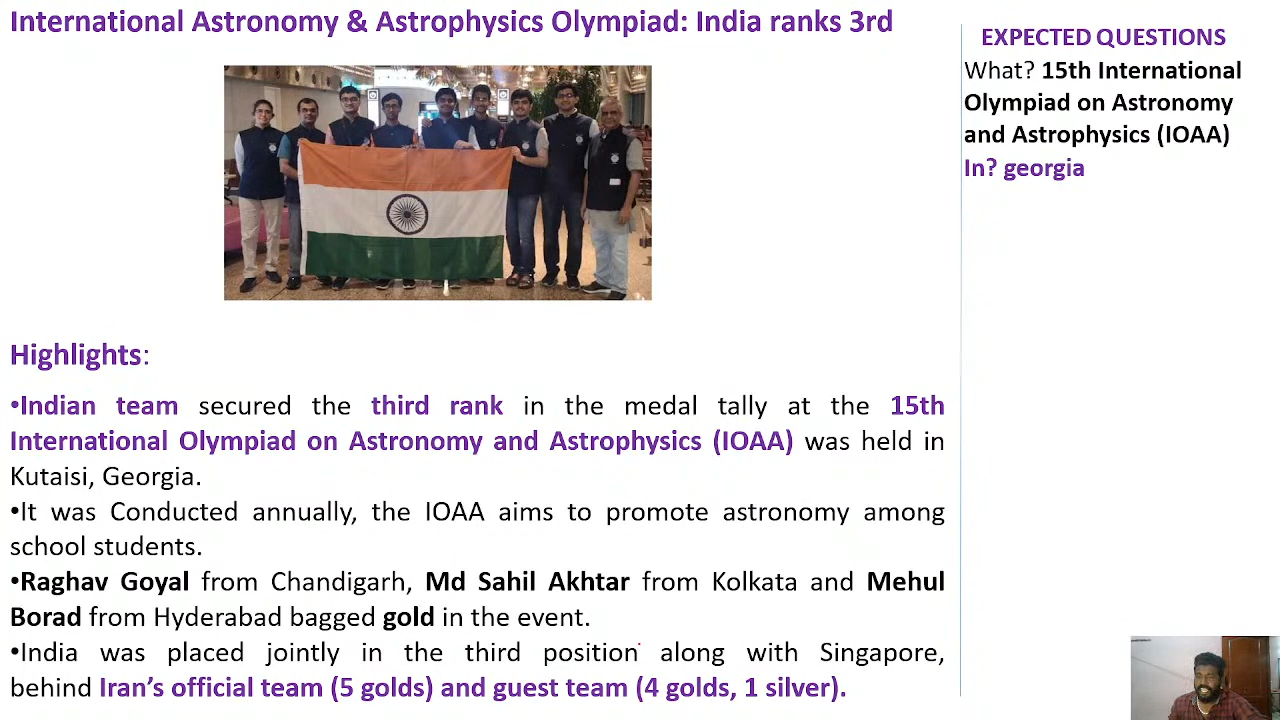 International Astronomy & Astrophysics Olympiad: India ranks 3rd
Highlights:
•Indian team secured the third rank in the medal tally at the 15th
International Olympiad on Astronomy and Astrophysics (IOAA) was held in
Kutaisi, Georgia.
•It was Conducted annually, the IOAA aims to promote astronomy among
school students.
•Raghav Goyal from Chandigarh, Md Sahil Akhtar from Kolkata and Mehul
Borad from Hyderabad bagged gold in the event.
•India was placed jointly in the third position along with Singapore,
behind Iran’s official team (5 golds) and guest team (4 golds, 1 silver).
EXPECTED QUESTIONS
What? 15th International
Olympiad on Astronomy
and Astrophysics (IOAA)
In? georgia